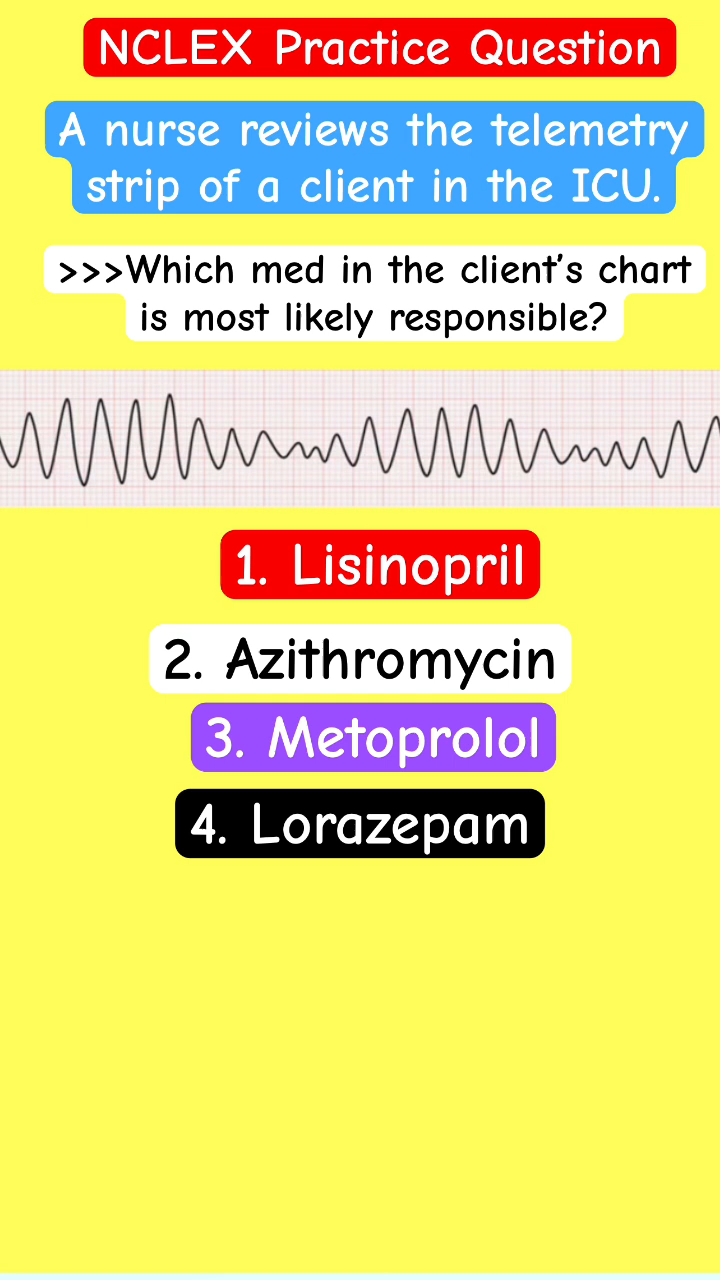 NCLEX Practice Question
A nurse reviews the telemetry
strip of a client in the ICU.
>>>Which med in the client’s chart
is most likely responsible?
1. Lisinopril
2. Azithromycin
3. Metoprolol
4. Lorazepam